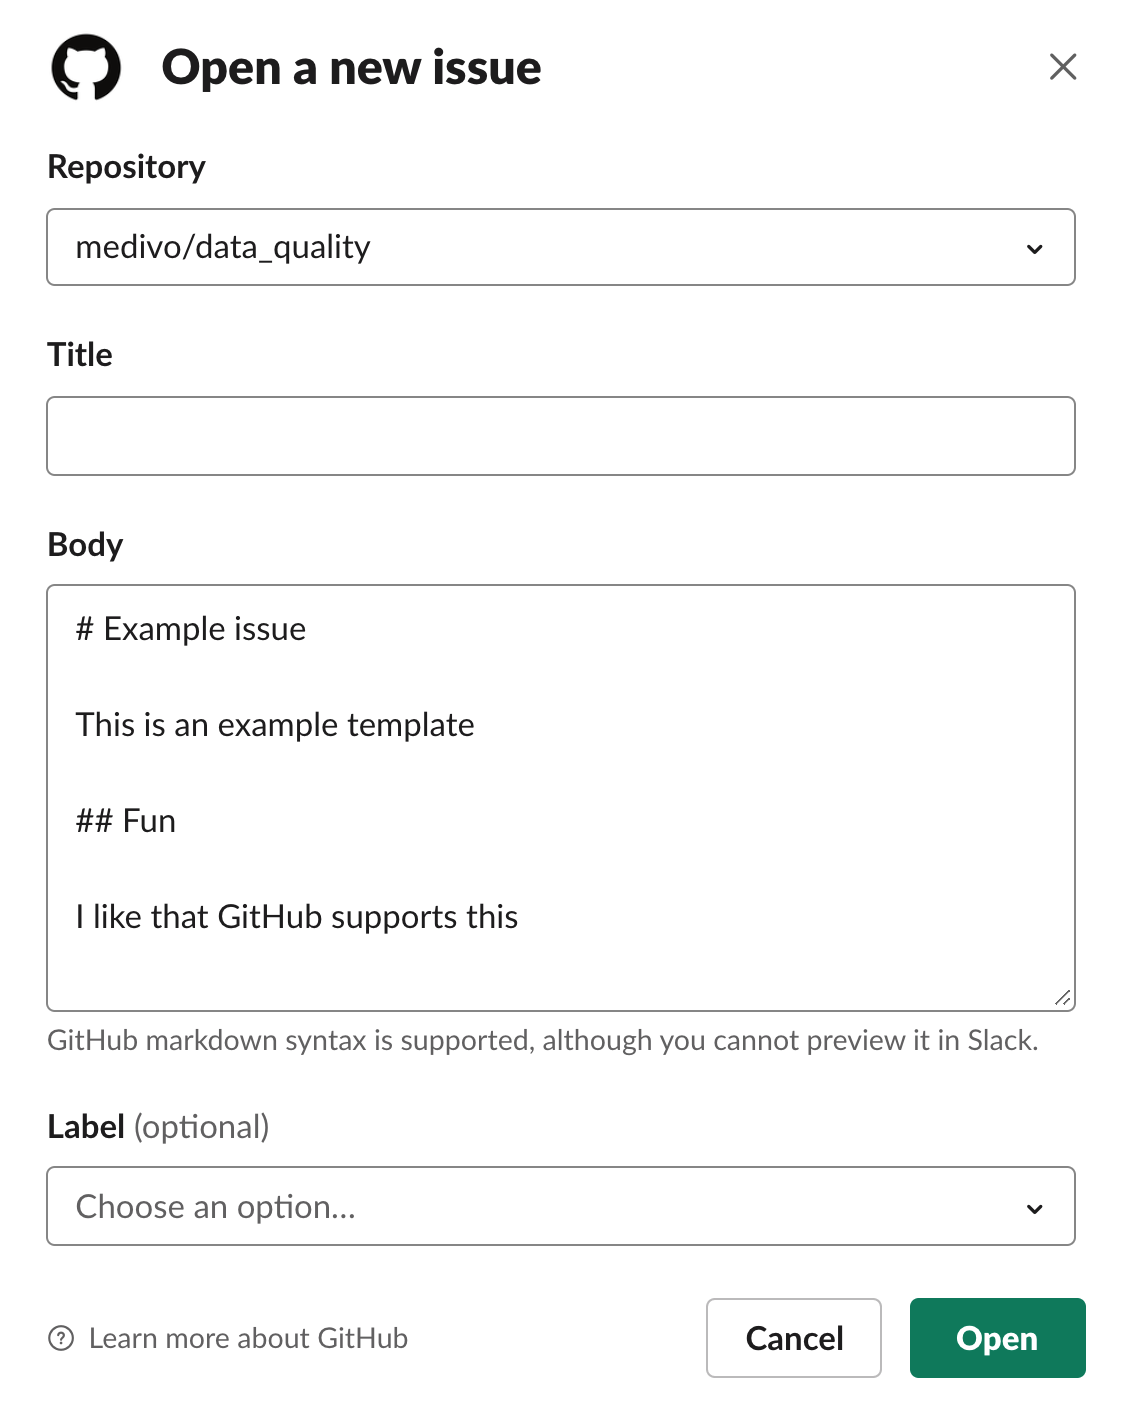 Open a new issue
Repository
medivo/data_quality
Title
Body
# Example issue
This is an example template
## Fun
I like that GitHub supports this
GitHub markdown syntax is supported, although you cannot preview it in Slack.
Label (optional)
Choose an option...
Learn more about GitHub
Cancel
Open